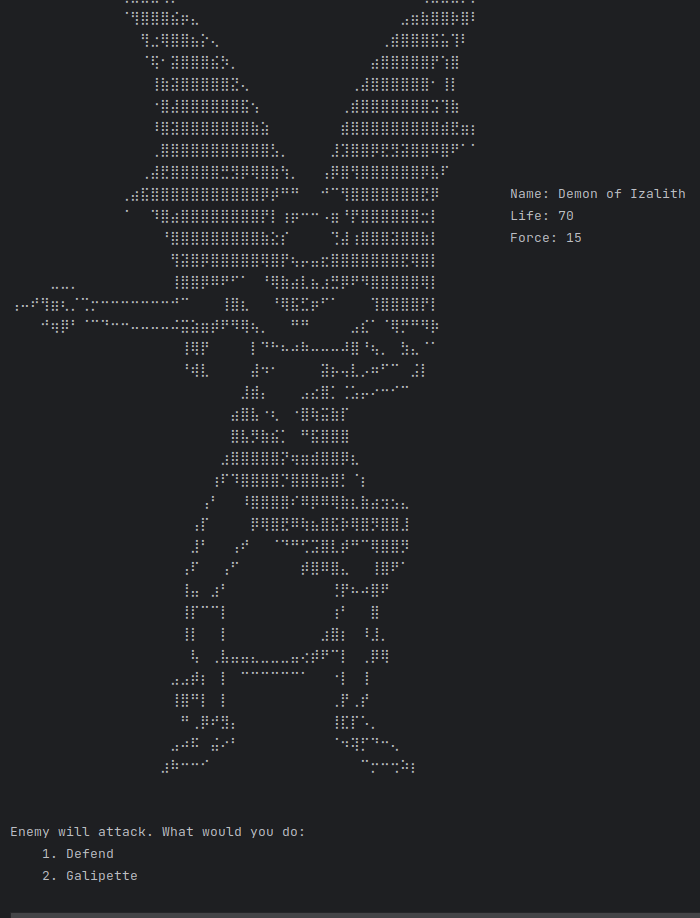 Name: Demon of Izalith
Life: 70
Force: 15
Enemy will attack. What would you do:
1. Defend
2. Galipette